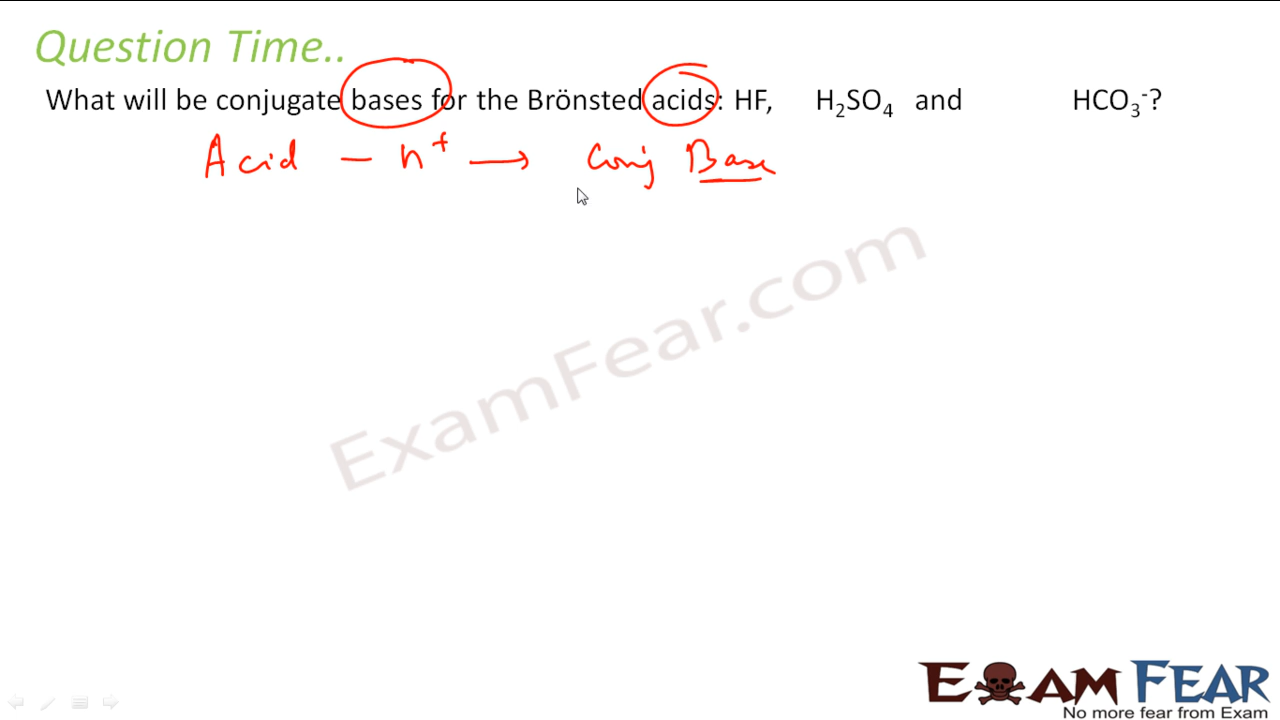 Question Time..
What will be conjugate bases for the Brönsted acids: HF, H₂SO₄ and HCO₃⁻?
Acid – h⁺ → Conj Base
ExamFear.com
EXAM FEAR
No more fear from Exam